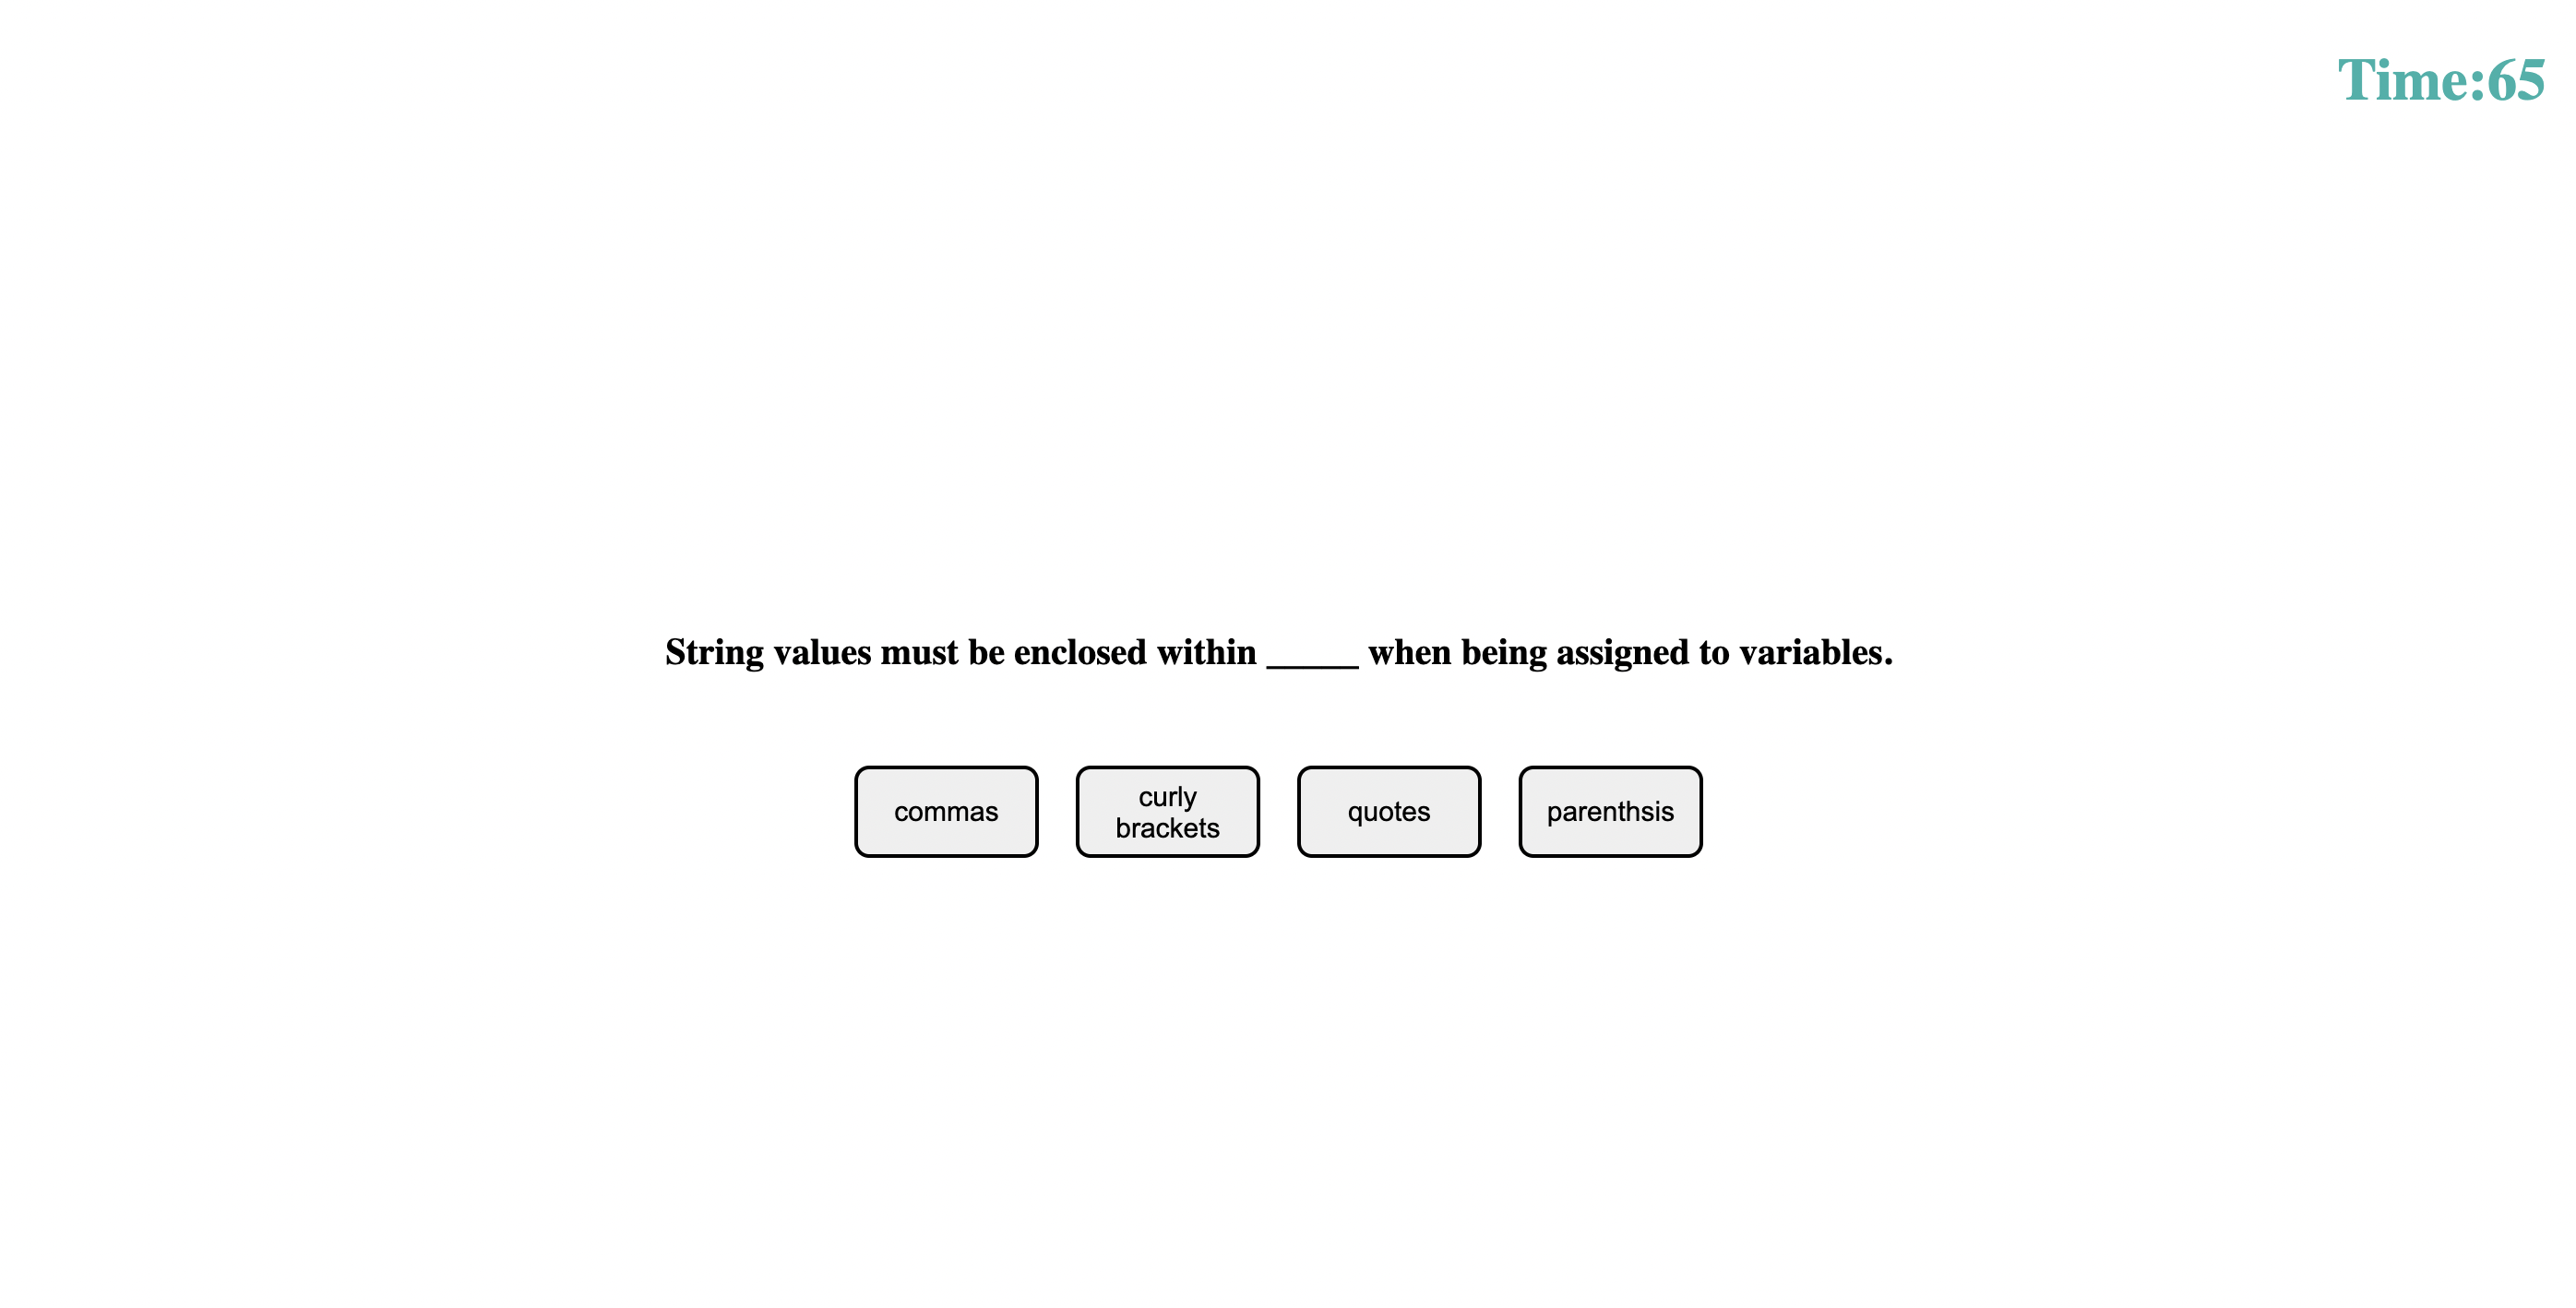 Time:65
String values must be enclosed within _____ when being assigned to variables.
commas
curly
brackets
quotes
parenthsis